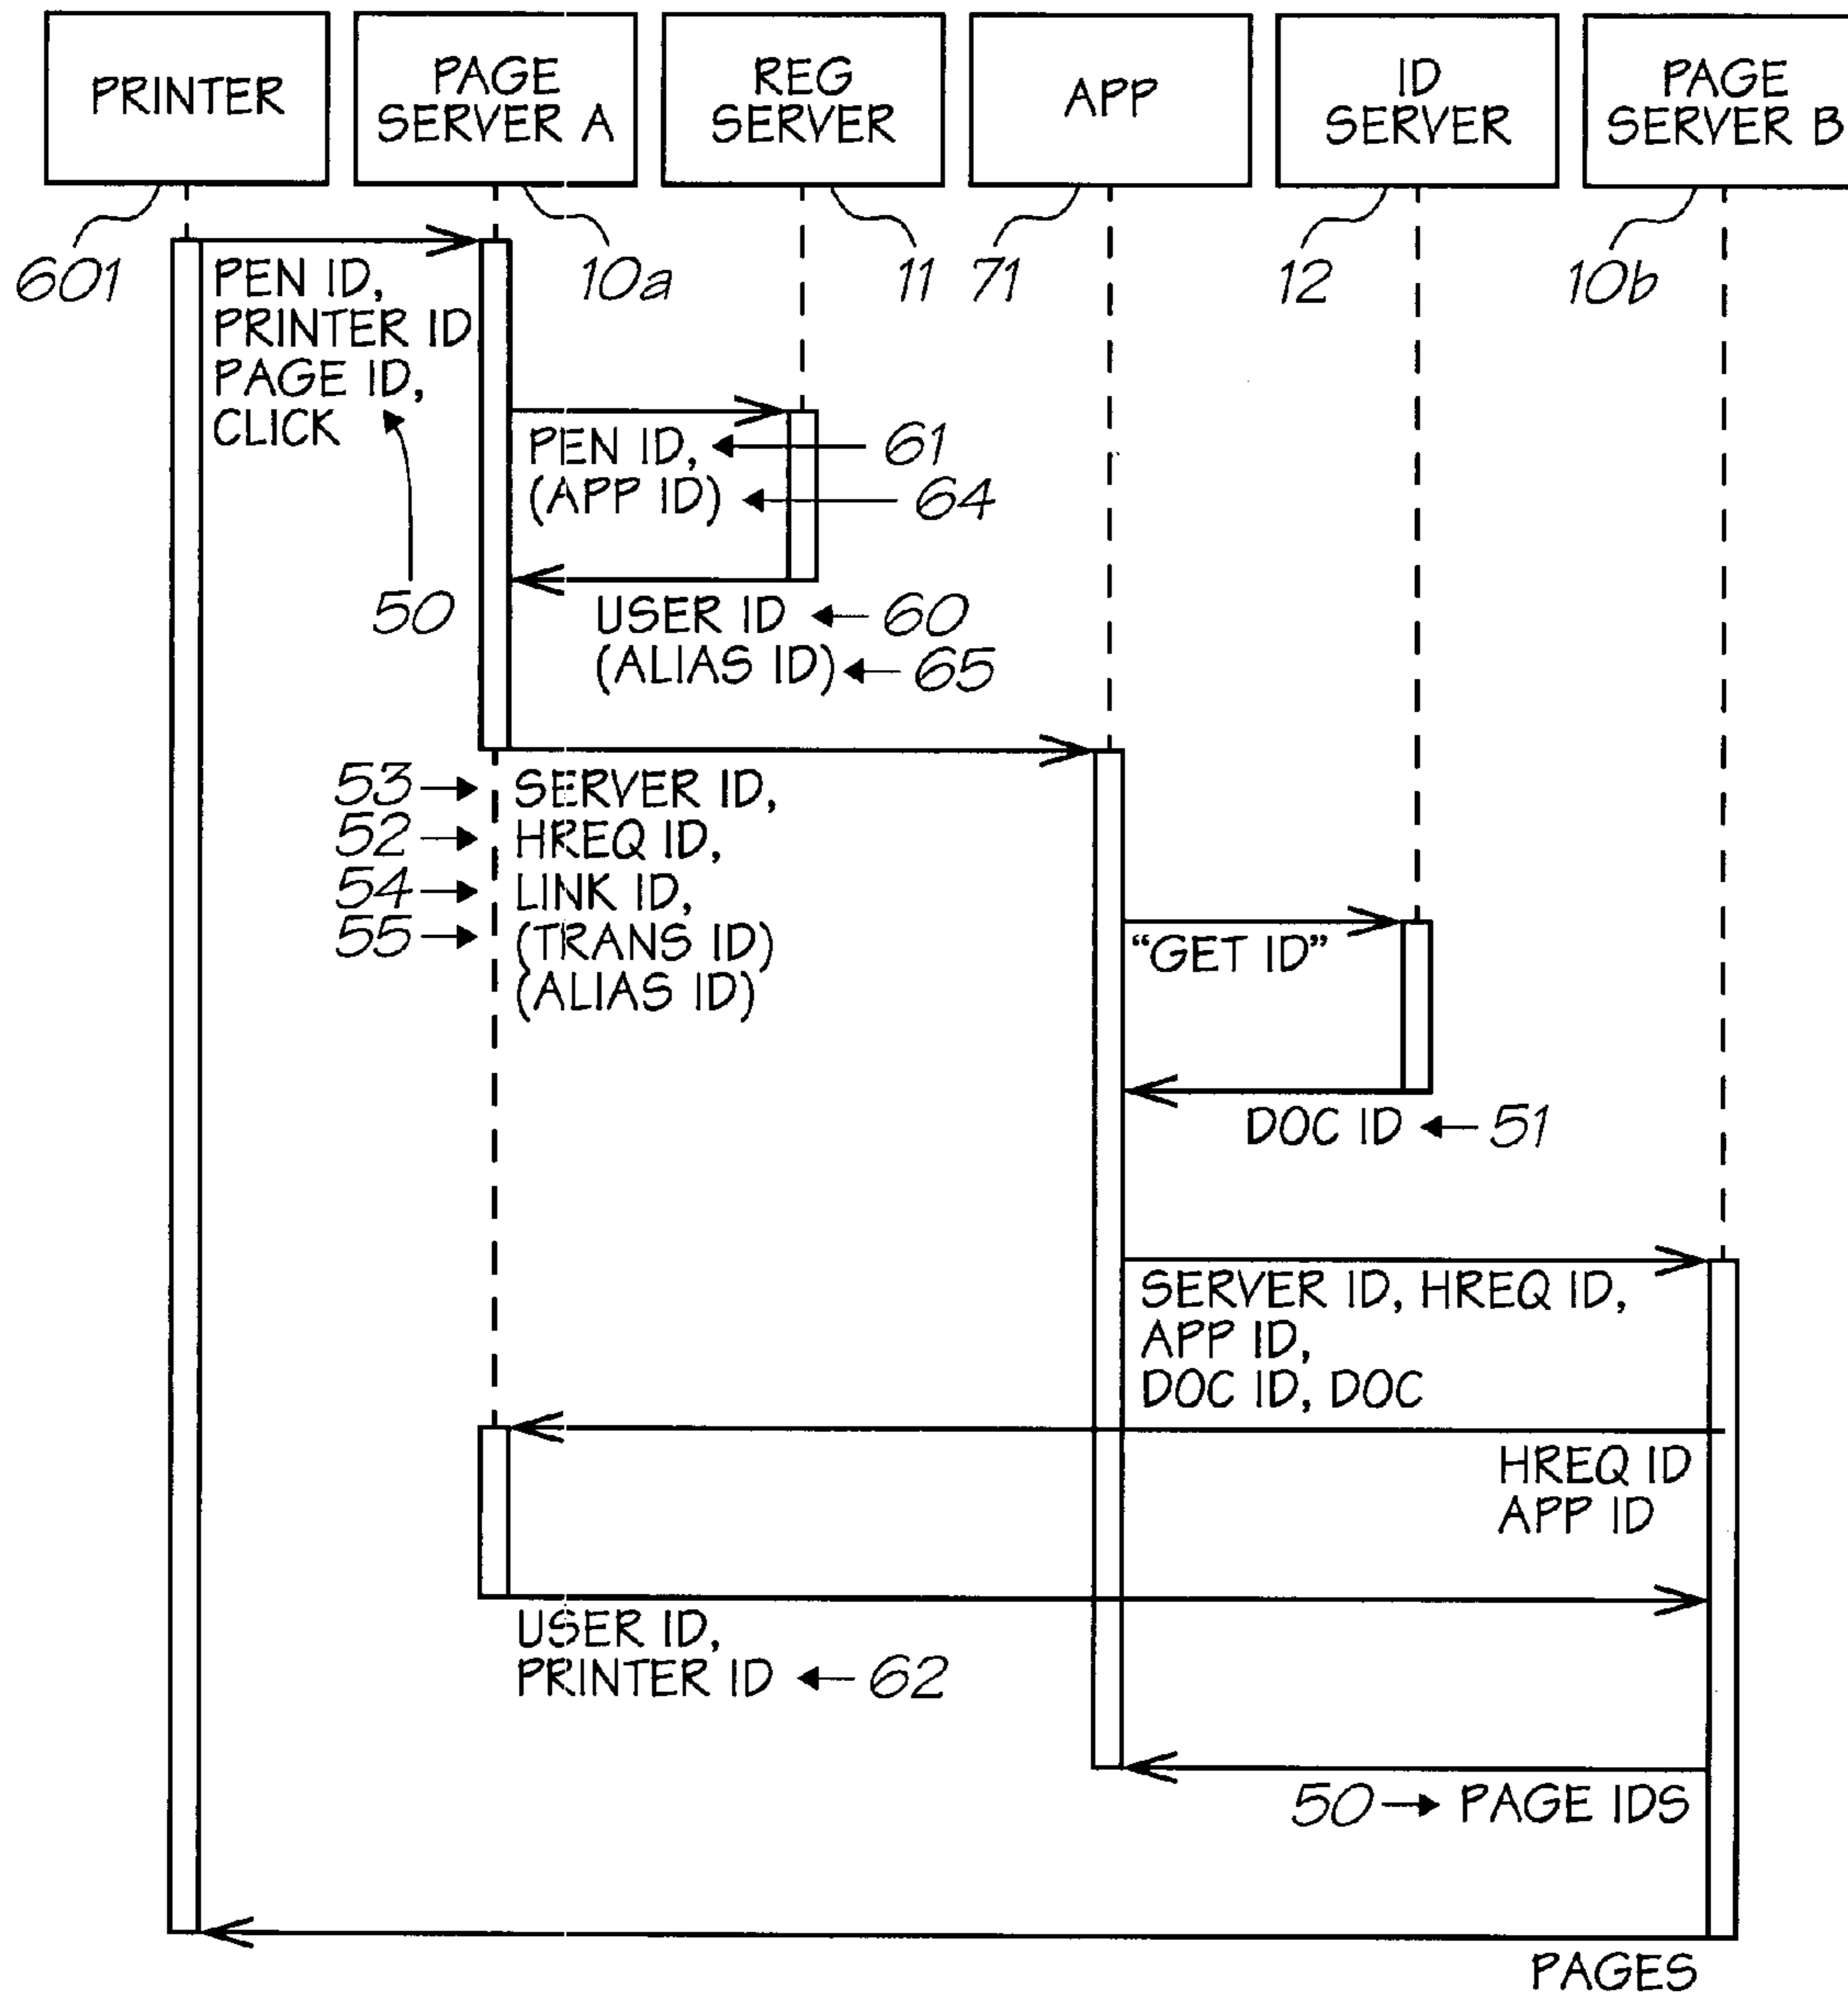 PRINTER
PAGE
SERVER A
REG
SERVER
APP
ID
SERVER
PAGE
SERVER B
601
10a
11
71
12
10b
PEN ID,
PRINTER ID
PAGE ID,
CLICK
50
PEN ID,
61
(APP ID)
64
USER ID
60
(ALIAS ID)
65
53
SERVER ID,
52
HREQ ID,
54
LINK ID,
55
(TRANS ID)
(ALIAS ID)
“GET ID”
DOC ID
51
SERVER ID, HREQ ID,
APP ID,
DOC ID, DOC
HREQ ID
APP ID
USER ID,
PRINTER ID
62
50
PAGE IDS
PAGES